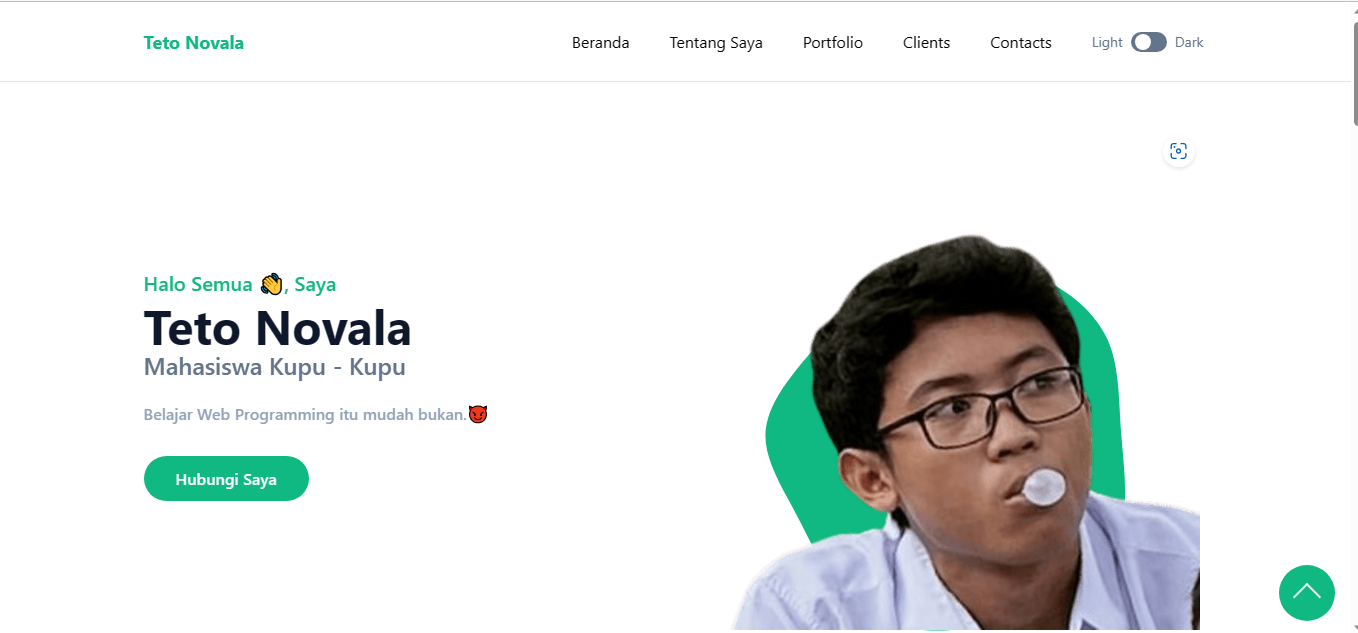 Teto Novala
Beranda Tentang Saya Portfolio Clients Contacts Light Dark
Halo Semua 👋, Saya
Teto Novala
Mahasiswa Kupu - Kupu
Belajar Web Programming itu mudah bukan.😈
Hubungi Saya